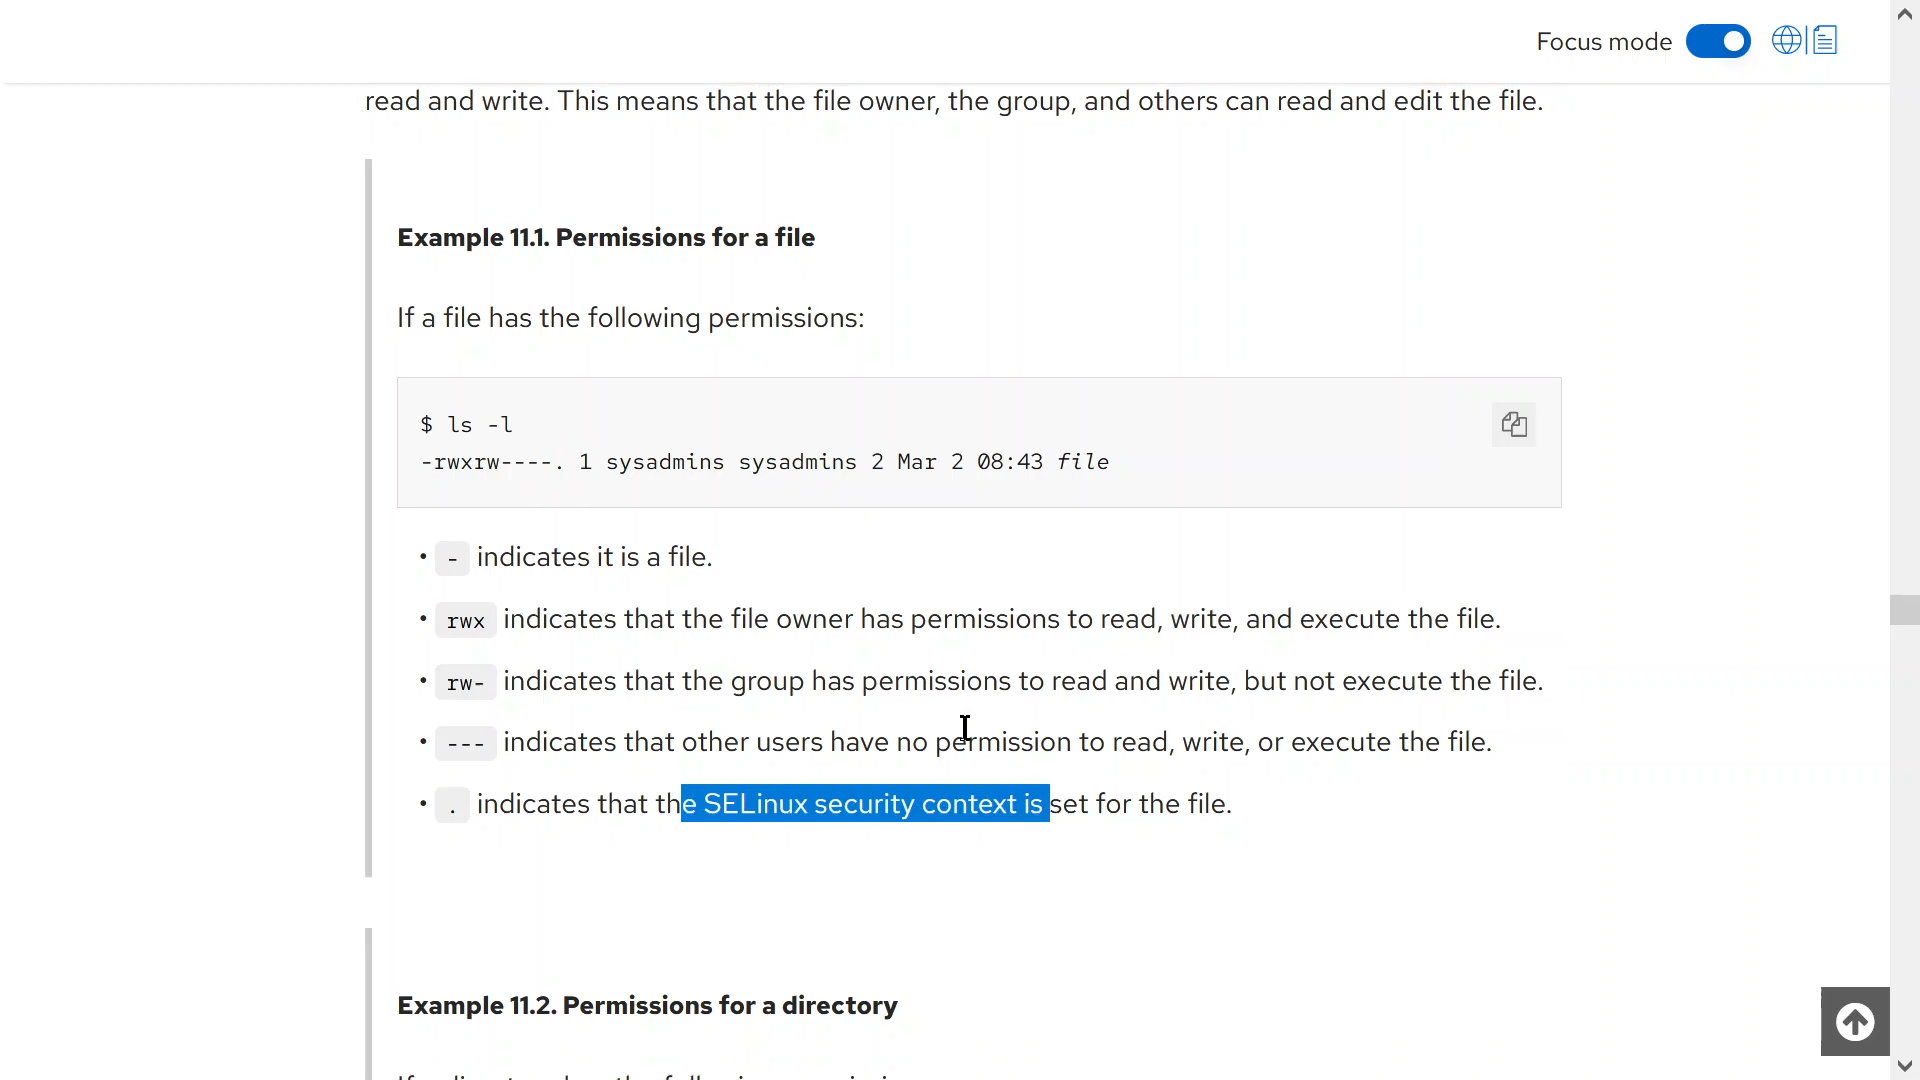 Focus mode
read and write. This means that the file owner, the group, and others can read and edit the file.
Example 11.1. Permissions for a file
If a file has the following permissions:
$ ls -l
-rwxrw----. 1 sysadmins sysadmins 2 Mar 2 08:43 file
• - indicates it is a file.
• rwx indicates that the file owner has permissions to read, write, and execute the file.
• rw- indicates that the group has permissions to read and write, but not execute the file.
• --- indicates that other users have no permission to read, write, or execute the file.
• . indicates that the SELinux security context is set for the file.
Example 11.2. Permissions for a directory